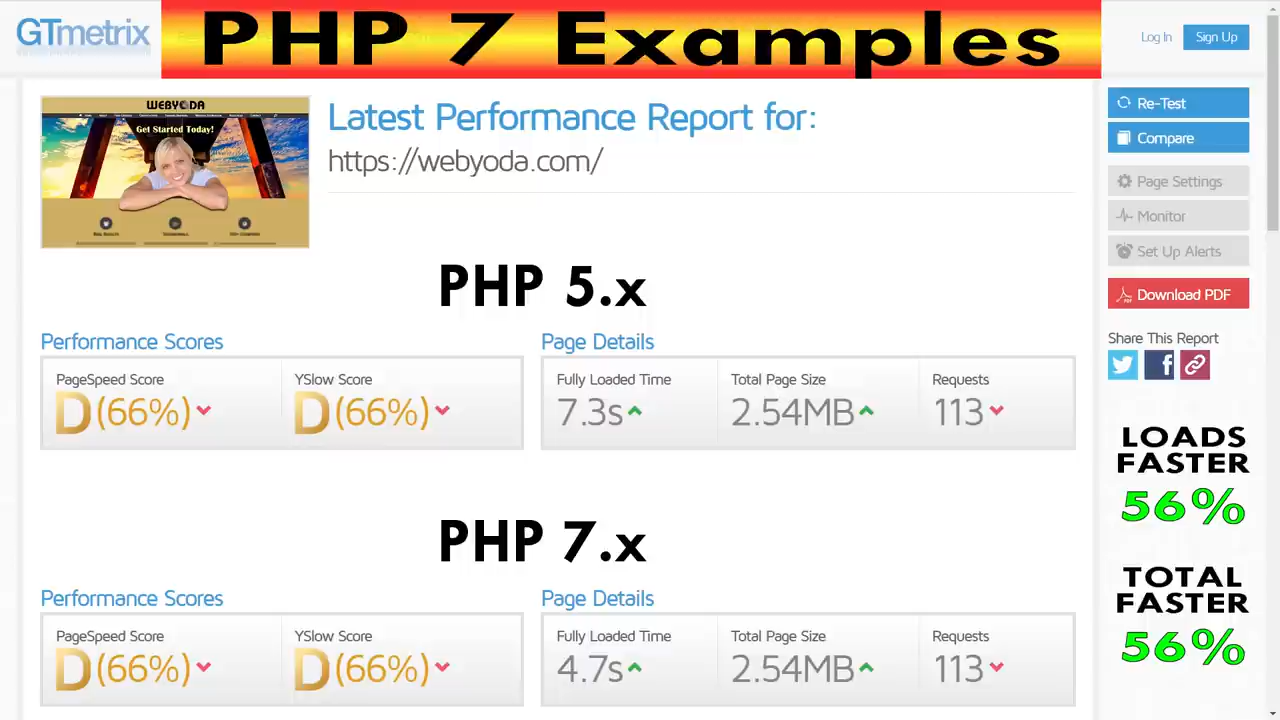 GTmetrix
PHP 7 Examples
Log In
Sign Up
WEBYODA
Get Started Today!
Latest Performance Report for:
https://webyoda.com/
Re-Test
Compare
Page Settings
Monitor
Set Up Alerts
Download PDF
Share This Report
PHP 5.x
Performance Scores
Page Details
PageSpeed Score
YSlow Score
Fully Loaded Time
Total Page Size
Requests
D (66%)
D (66%)
7.3s
2.54MB
113
LOADS
FASTER
56%
PHP 7.x
TOTAL
FASTER
56%
Performance Scores
Page Details
PageSpeed Score
YSlow Score
Fully Loaded Time
Total Page Size
Requests
D (66%)
D (66%)
4.7s
2.54MB
113